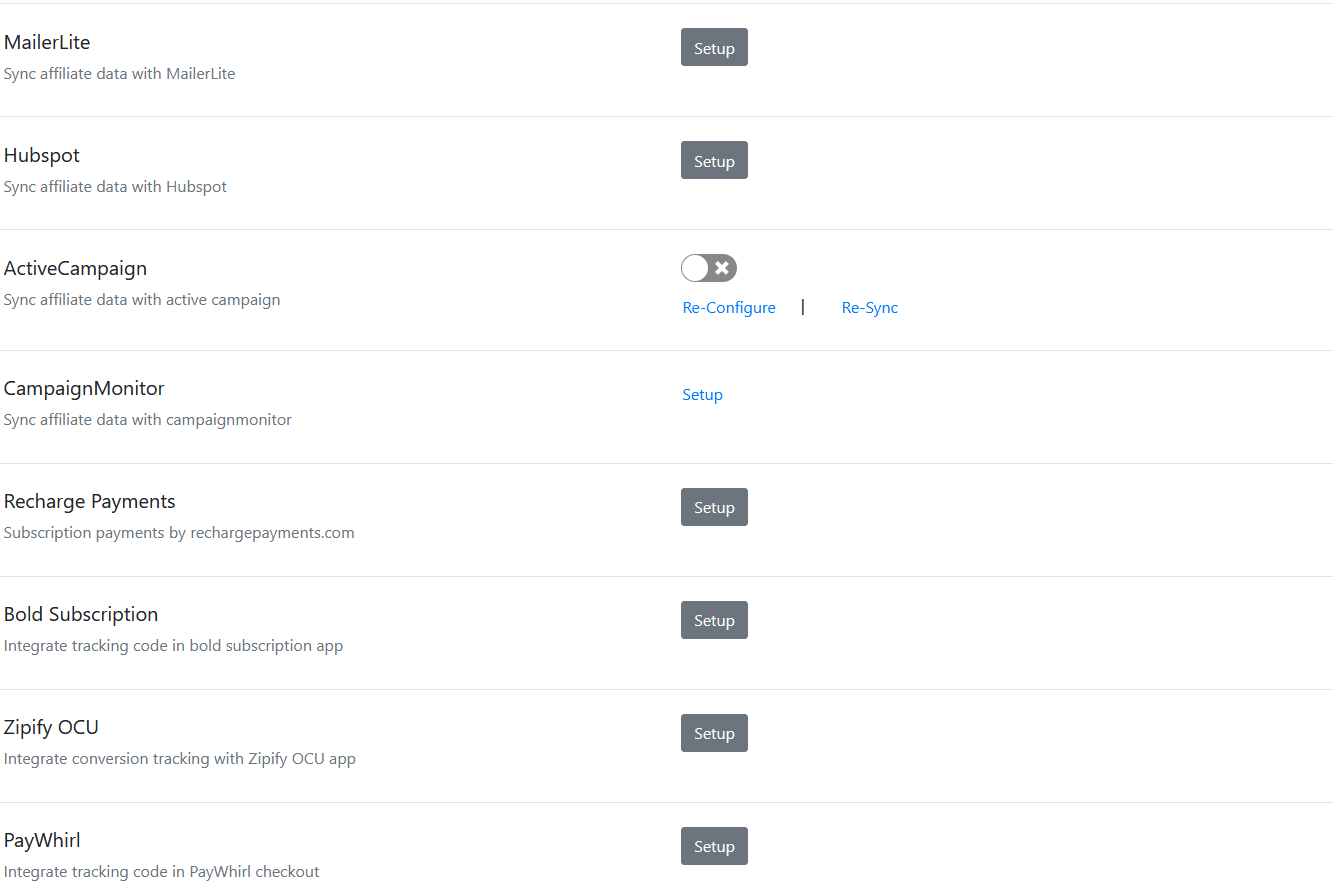 MailerLite
Setup
Sync affiliate data with MailerLite
Hubspot
Setup
Sync affiliate data with Hubspot
ActiveCampaign
Sync affiliate data with active campaign
Re-Configure | Re-Sync
CampaignMonitor
Setup
Sync affiliate data with campaignmonitor
Recharge Payments
Setup
Subscription payments by rechargepayments.com
Bold Subscription
Setup
Integrate tracking code in bold subscription app
Zipify OCU
Setup
Integrate conversion tracking with Zipify OCU app
PayWhirl
Setup
Integrate tracking code in PayWhirl checkout